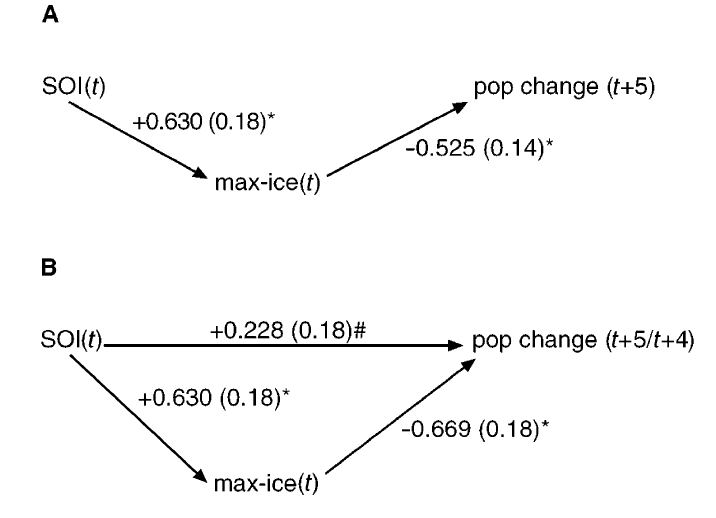 A
SOI(t)
pop change (t+5)
+0.630 (0.18)*
-0.525 (0.14)*
max-ice(t)
B
SOI(t)
+0.228 (0.18)#
pop change (t+5/t+4)
+0.630 (0.18)*
-0.669 (0.18)*
max-ice(t)